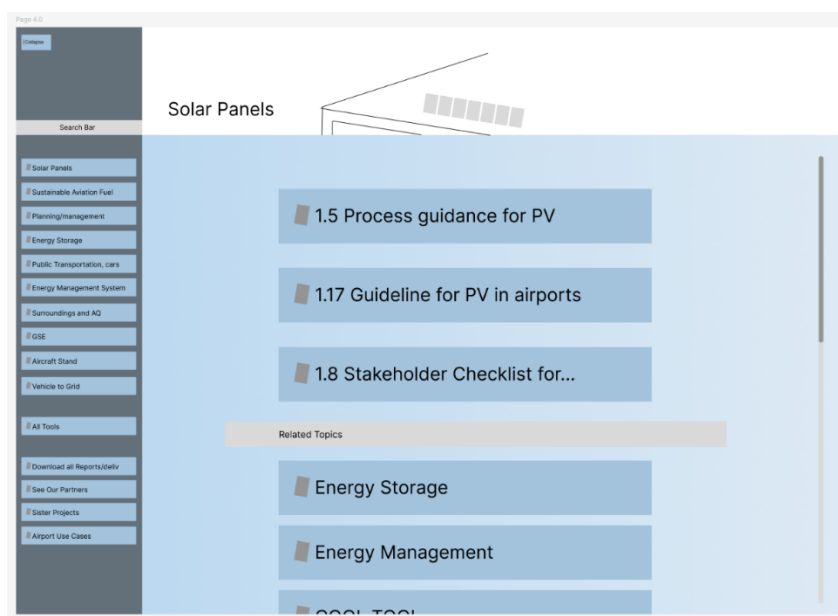 Page 4.0
Collapse
Search Bar
Solar Panels
Sustainable Aviation Fuel
Planning/management
Energy Storage
Public Transportation, cars
Energy Management System
Surroundings and AQ
GSE
Aircraft Stand
Vehicle to Grid
All Tools
Download all Reports/deliv
See Our Partners
Sister Projects
Airport Use Cases
Solar Panels
1.5 Process guidance for PV
1.17 Guideline for PV in airports
1.8 Stakeholder Checklist for...
Related Topics
Energy Storage
Energy Management